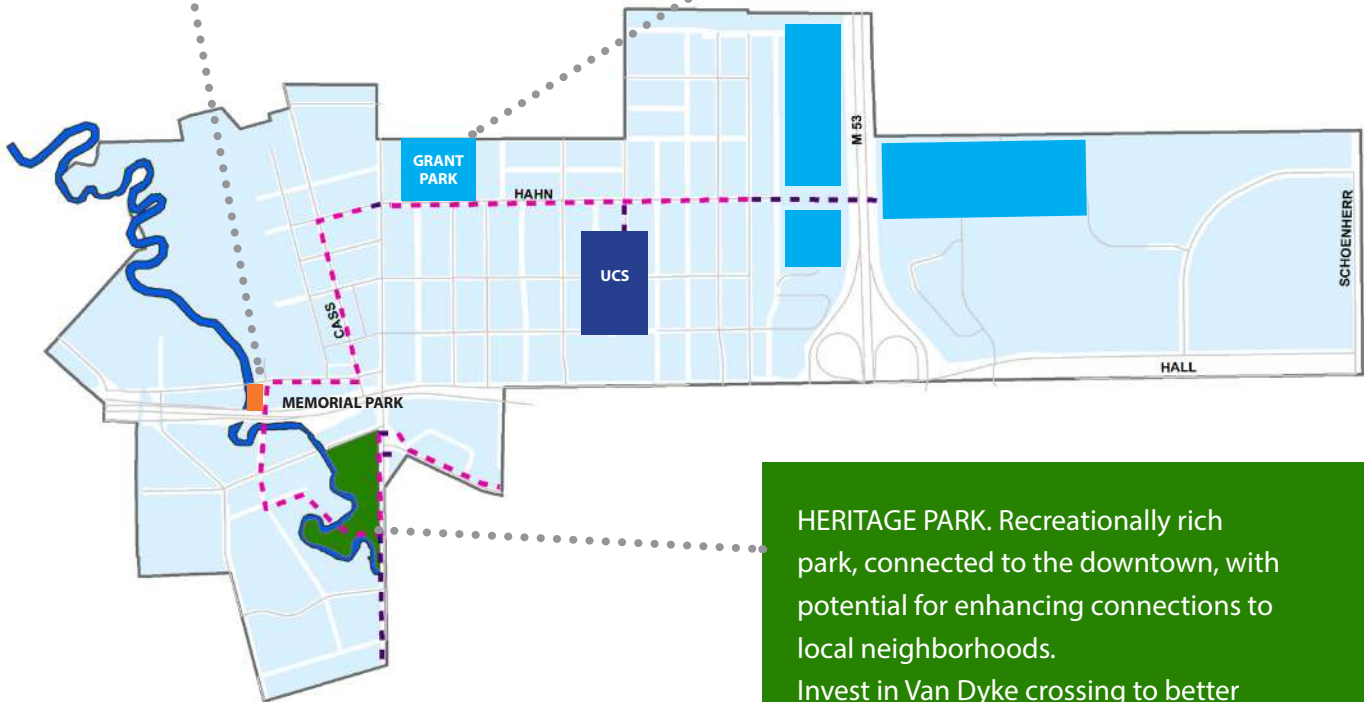 M 53
GRANT
PARK
HAHN
UCS
SCHOENHERR
CASS
HALL
MEMORIAL PARK
HERITAGE PARK. Recreationally rich
park, connected to the downtown, with
potential for enhancing connections to
local neighborhoods.
Invest in Van Dyke crossing to better